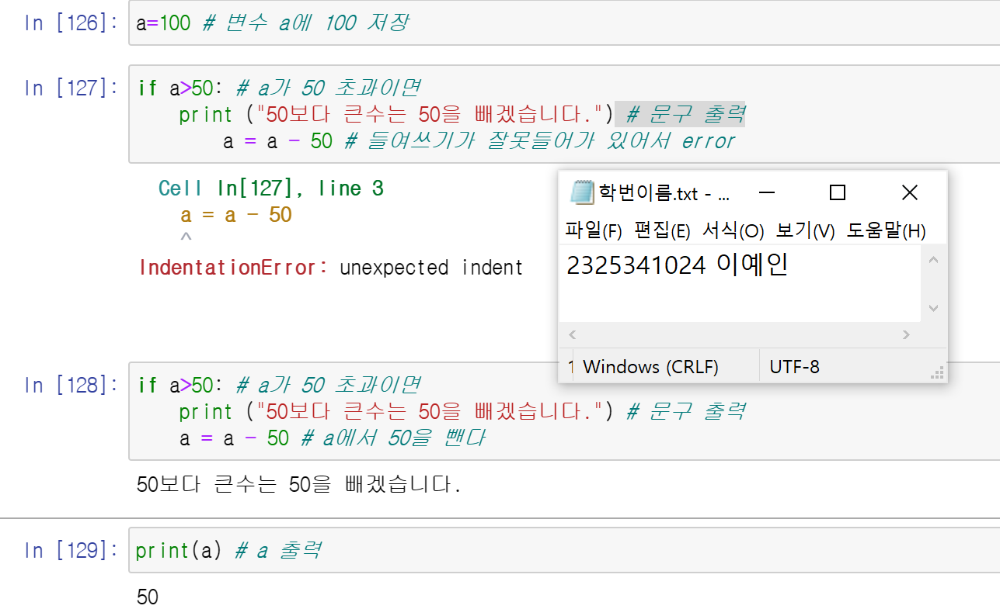 In [126]: a=100 # 변수 a에 100 저장
In [127]: if a>50: # a가 50 초과이면
print ("50보다 큰수는 50을 빼겠습니다.") # 문구 출력
a = a - 50 # 들여쓰기가 잘못들어가 있어서 error
Cell In[127], line 3
a = a - 50
^
IndentationError: unexpected indent
학번이름.txt - ...
파일(F) 편집(E) 서식(O) 보기(V) 도움말(H)
2325341024 이예인
1 Windows (CRLF) UTF-8
In [128]: if a>50: # a가 50 초과이면
print ("50보다 큰수는 50을 빼겠습니다.") # 문구 출력
a = a - 50 # a에서 50을 뺀다
50보다 큰수는 50을 빼겠습니다.
In [129]: print(a) # a 출력
50